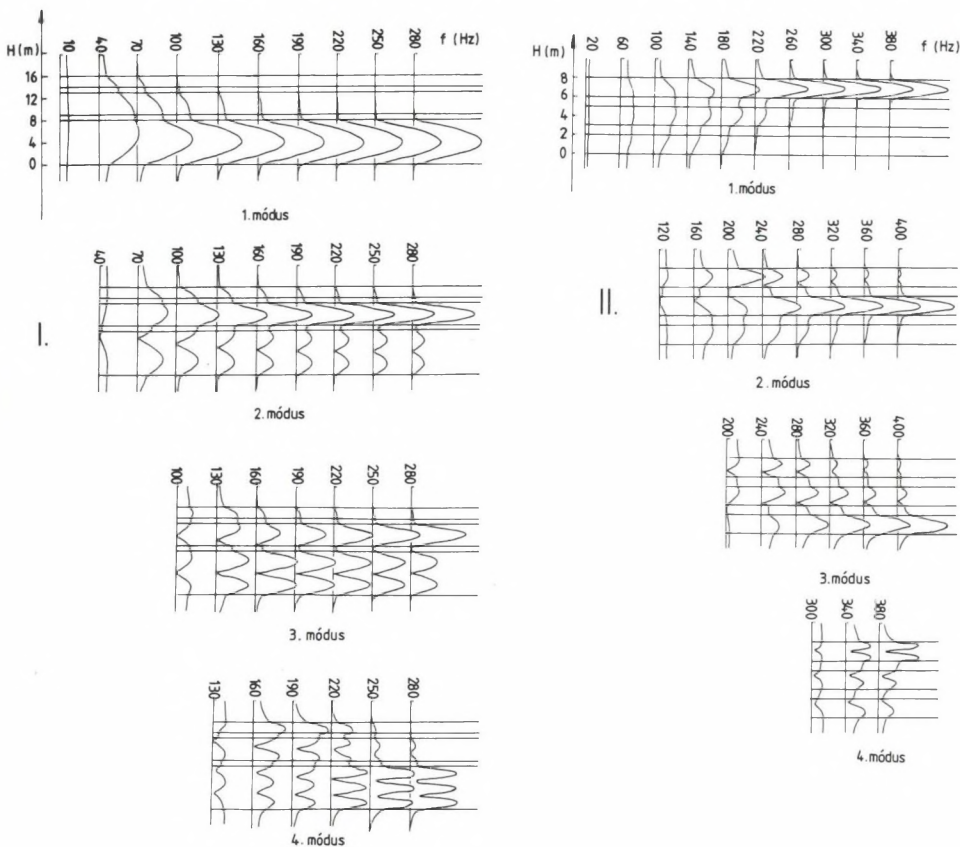 H(m) 10 40 70 100 130 160 190 220 250 280 f (Hz)
16
12
8
4
0
1. módus
40 70 100 130 160 190 220 250 280
I.
2. módus
100 130 160 190 220 250 280
3. módus
130 160 190 220 250 280
4. módus
H(m) 20 60 100 140 180 220 260 300 340 380 f (Hz)
8
6
4
2
0
1. módus
120 160 200 240 280 320 360 400
II.
2. módus
200 240 280 320 360 400
3. módus
300 340 380
4. módus